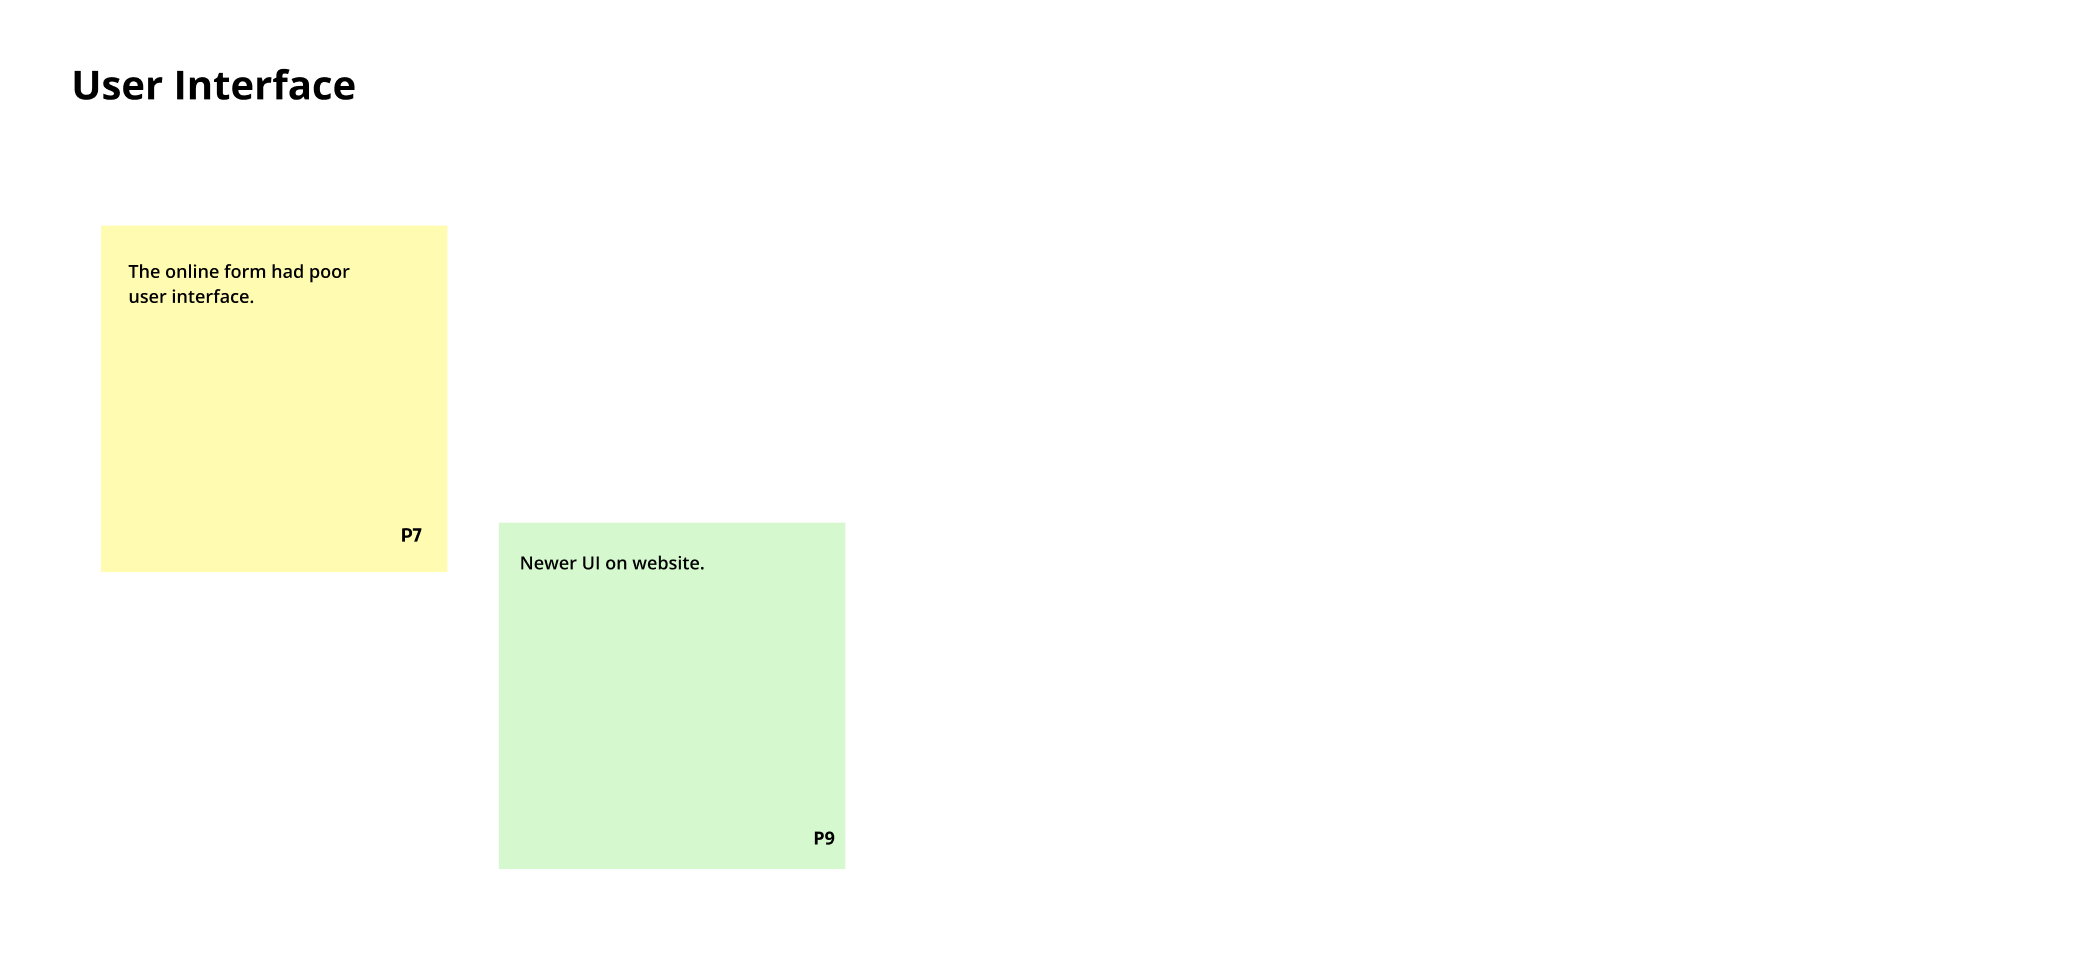 User Interface
The online form had poor
user interface.
P7
Newer UI on website.
P9